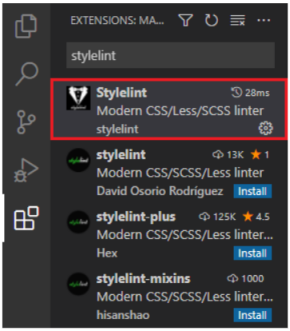 EXTENSIONS: MA...
stylelint
Stylelint 28ms
Modern CSS/Less/SCSS linter
stylelint
stylelint 13K 1
Modern CSS/SCSS/Less linter
David Osorio Rodríguez Install
stylelint-plus 125K 4.5
Modern CSS/SCSS/Less linter...
Hex Install
stylelint-mixins 1000
Modern CSS/SCSS/Less linter...
hisanshao Install